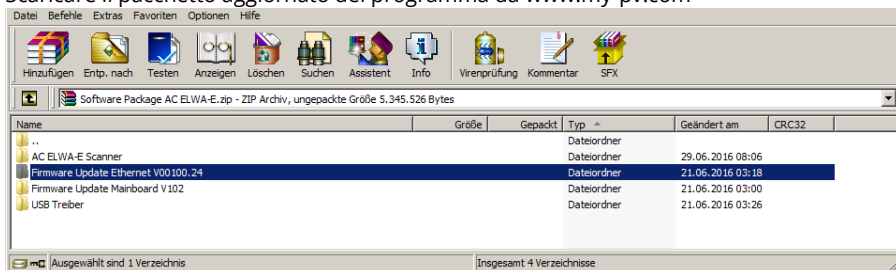 Scaricare il pacchetto aggiornato del programma da www.my-pv.com
Datei Befehle Extras Favoriten Optionen Hilfe
Hinzufügen Entp. nach Testen Anzeigen Löschen Suchen Assistent Info Virenprüfung Kommentar SFX
Software Package AC ELWA-E.zip - ZIP Archiv, ungepackte Größe 5.345.526 Bytes
Name Größe Gepackt Typ Geändert am CRC32
.. Dateiordner
AC ELWA-E Scanner Dateiordner 29.06.2016 08:06
Firmware Update Ethernet V00100.24 Dateiordner 21.06.2016 03:18
Firmware Update Mainboard V102 Dateiordner 21.06.2016 03:00
USB Treiber Dateiordner 21.06.2016 03:26
Ausgewählt sind 1 Verzeichnis Insgesamt 4 Verzeichnisse